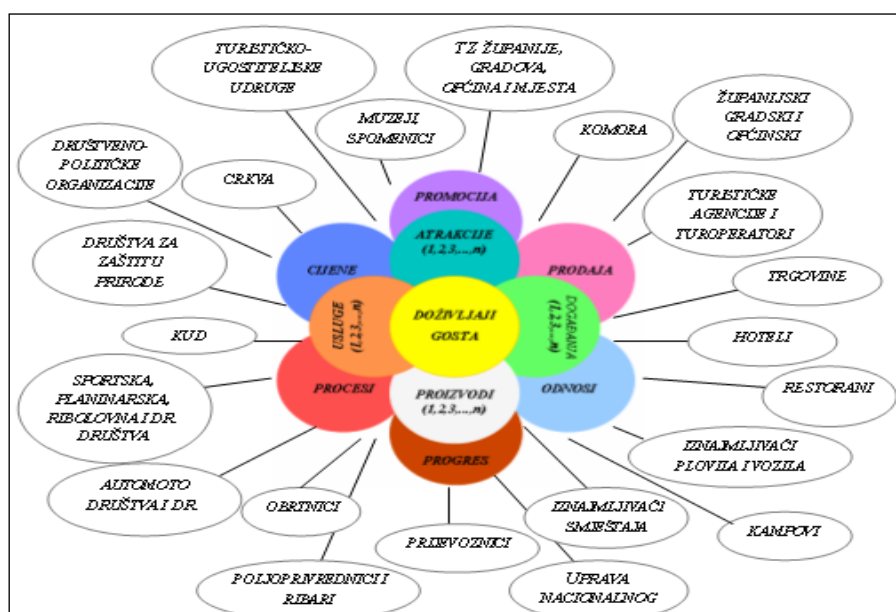 TURISTIČKO-
UGOSTITELJSKE
UDRUGE
TZ ŽUPANIJE,
GRADOVA,
OPĆINA I MJESTA
MUZEJI,
SPOMENICI
KOMORA
ŽUPANIJSKI
GRADSKI I
OPĆINSKI
DRUŠTVENO-
POLITIČKE
ORGANIZACIJE
CRKVA
PROMOCIJA
TURISTIČKE
AGENCIJE I
TUROPERATORI
ATRAKCIJE
(1,2,3,...,n)
DRUŠTVA ZA
ZAŠTITU
PRIRODE
CIJENE
PRODAJA
TRGOVINE
USLUGE
(1,2,3,...,n)
DOŽIVLJAJI
GOSTA
DOGAĐANJA
(1,2,3,...,n)
KUD
HOTELI
SPORTSKA,
PLANINARSKA,
RIBOLOVNA I DR.
DRUŠTVA
PROCESI
PROIZVODI
(1,2,3,...,n)
ODNOSI
RESTORANI
PROGRES
IZNAJMLJIVAČI
PLOVILA I VOZILA
AUTOMOTO
DRUŠTVA I DR.
OBRTNICI
PRIJEVOZNICI
IZNAJMLJIVAČI
SMJEŠTAJA
KAMPOVI
POLJOPRIVREDNICI I
RIBARI
UPRAVA
NACIONALNOG